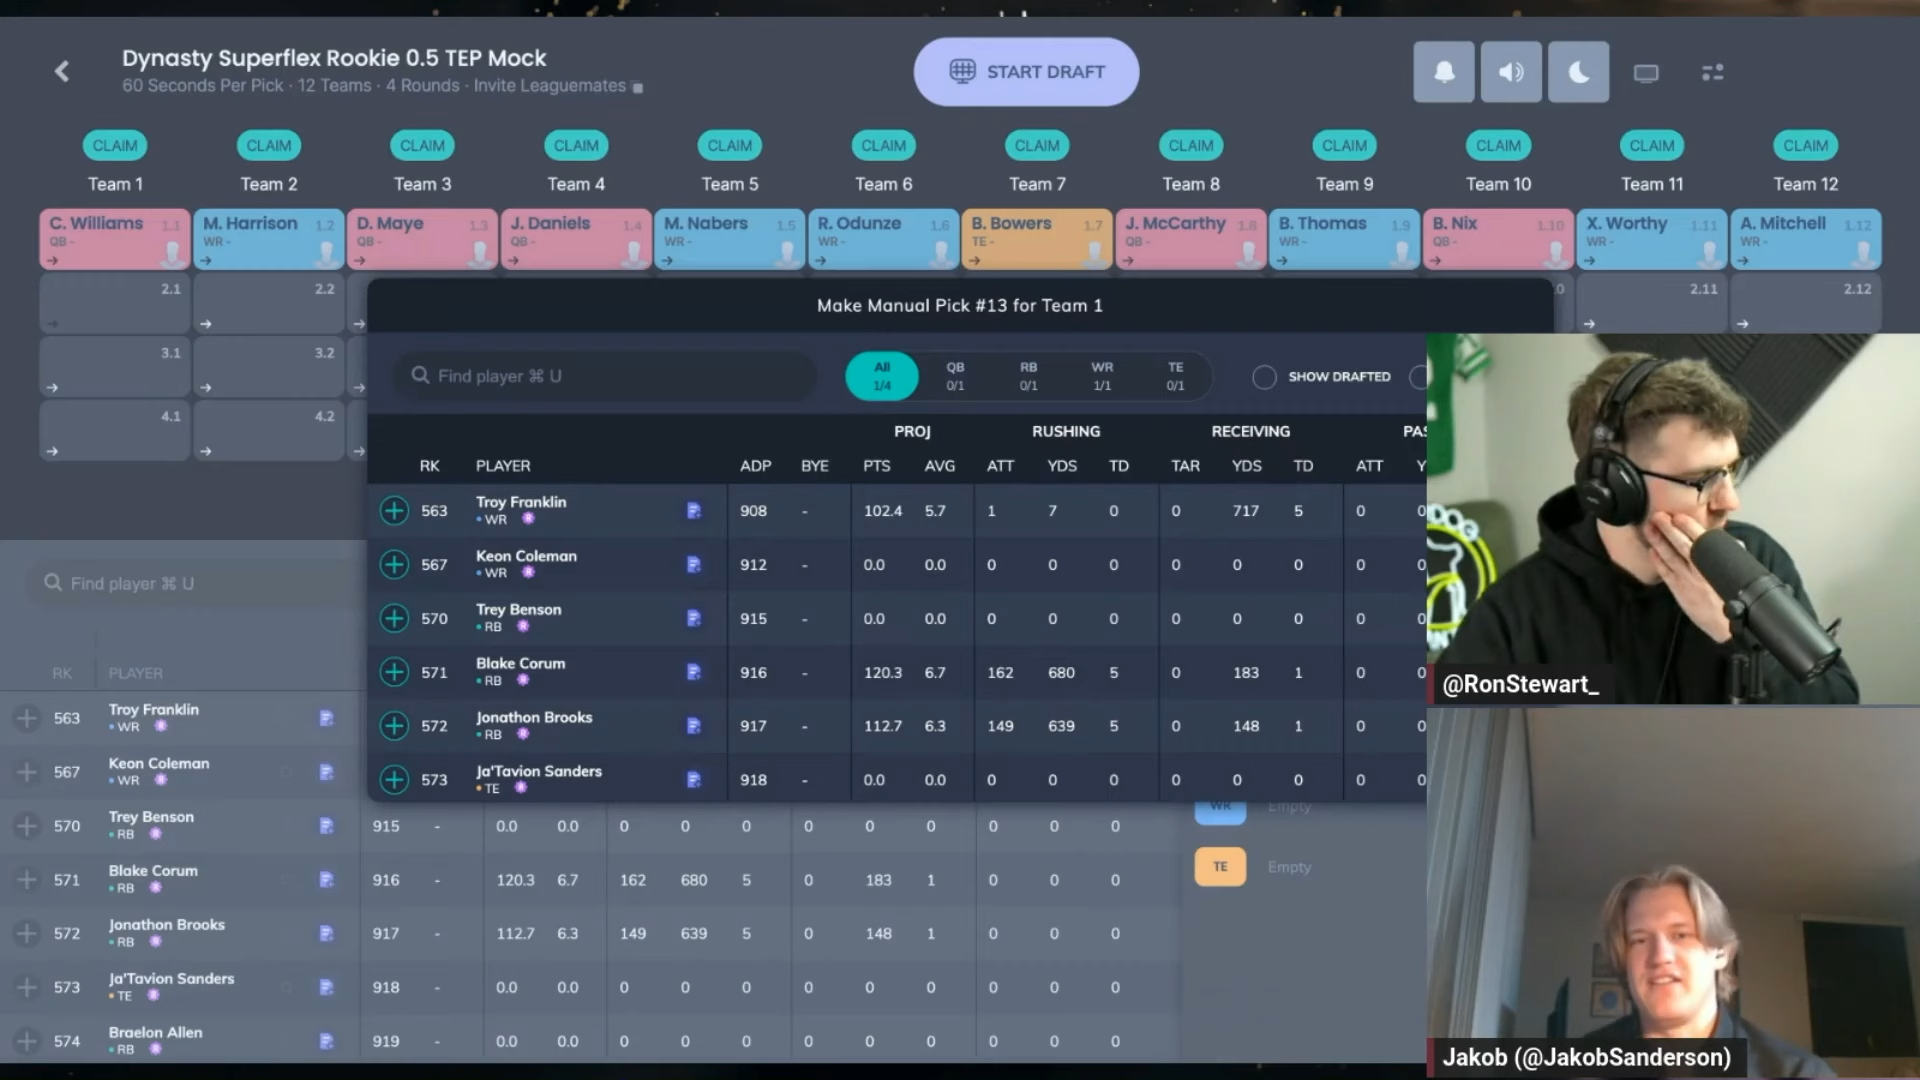 Dynasty Superflex Rookie 0.5 TEP Mock
60 Seconds Per Pick · 12 Teams · 4 Rounds · Invite Leaguemates
START DRAFT
CLAIM CLAIM CLAIM CLAIM CLAIM CLAIM CLAIM CLAIM CLAIM CLAIM CLAIM CLAIM
Team 1 Team 2 Team 3 Team 4 Team 5 Team 6 Team 7 Team 8 Team 9 Team 10 Team 11 Team 12
C. Williams 1.1 M. Harrison 1.2 D. Maye 1.3 J. Daniels 1.4 M. Nabers 1.5 R. Odunze 1.6 B. Bowers 1.7 J. McCarthy 1.8 B. Thomas 1.9 B. Nix 1.10 X. Worthy 1.11 A. Mitchell 1.12
QB - WR - QB - QB - WR - WR - TE - QB - WR - QB - WR - WR -
2.1 2.2 2.11 2.12
Make Manual Pick #13 for Team 1
3.1 3.2
Find player ⌘ U
All QB RB WR TE
1/4 0/1 0/1 1/1 0/1
SHOW DRAFTED
4.1 4.2
PROJ RUSHING RECEIVING PAS
RK PLAYER ADP BYE PTS AVG ATT YDS TD TAR YDS TD ATT Y
563 Troy Franklin 908 - 102.4 5.7 1 7 0 0 717 5 0 0
WR R
567 Keon Coleman 912 - 0.0 0.0 0 0 0 0 0 0 0 0
WR R
570 Trey Benson 915 - 0.0 0.0 0 0 0 0 0 0 0 0
RB R
571 Blake Corum 916 - 120.3 6.7 162 680 5 0 183 1 0 0
RB R
572 Jonathon Brooks 917 - 112.7 6.3 149 639 5 0 148 1 0 0
RB R
573 Ja'Tavion Sanders 918 - 0.0 0.0 0 0 0 0 0 0 0 0
TE R
Find player ⌘ U
RK PLAYER
563 Troy Franklin
WR
567 Keon Coleman
WR
570 Trey Benson 915 - 0.0 0.0 0 0 0 0 0 0 0 0 0
RB
571 Blake Corum 916 - 120.3 6.7 162 680 5 0 183 1 0 0 0
RB
572 Jonathon Brooks 917 - 112.7 6.3 149 639 5 0 148 1 0 0 0
RB
573 Ja'Tavion Sanders 918 - 0.0 0.0 0 0 0 0 0 0 0 0 0
TE
574 Braelon Allen 919 - 0.0 0.0 0 0 0 0 0 0 0 0 0
RB
WR Empty
TE Empty
@RonStewart_
Jakob (@JakobSanderson)